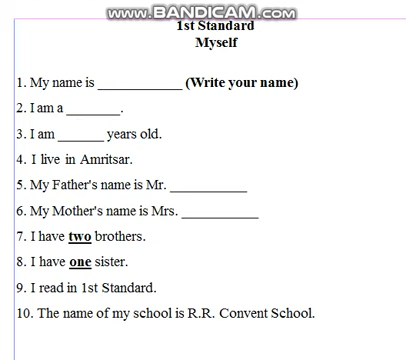 www.BANDICAM.com
1st Standard
Myself
1. My name is ____________ (Write your name)
2. I am a ________.
3. I am _______ years old.
4. I live in Amritsar.
5. My Father's name is Mr. ___________
6. My Mother's name is Mrs. ___________
7. I have two brothers.
8. I have one sister.
9. I read in 1st Standard.
10. The name of my school is R.R. Convent School.